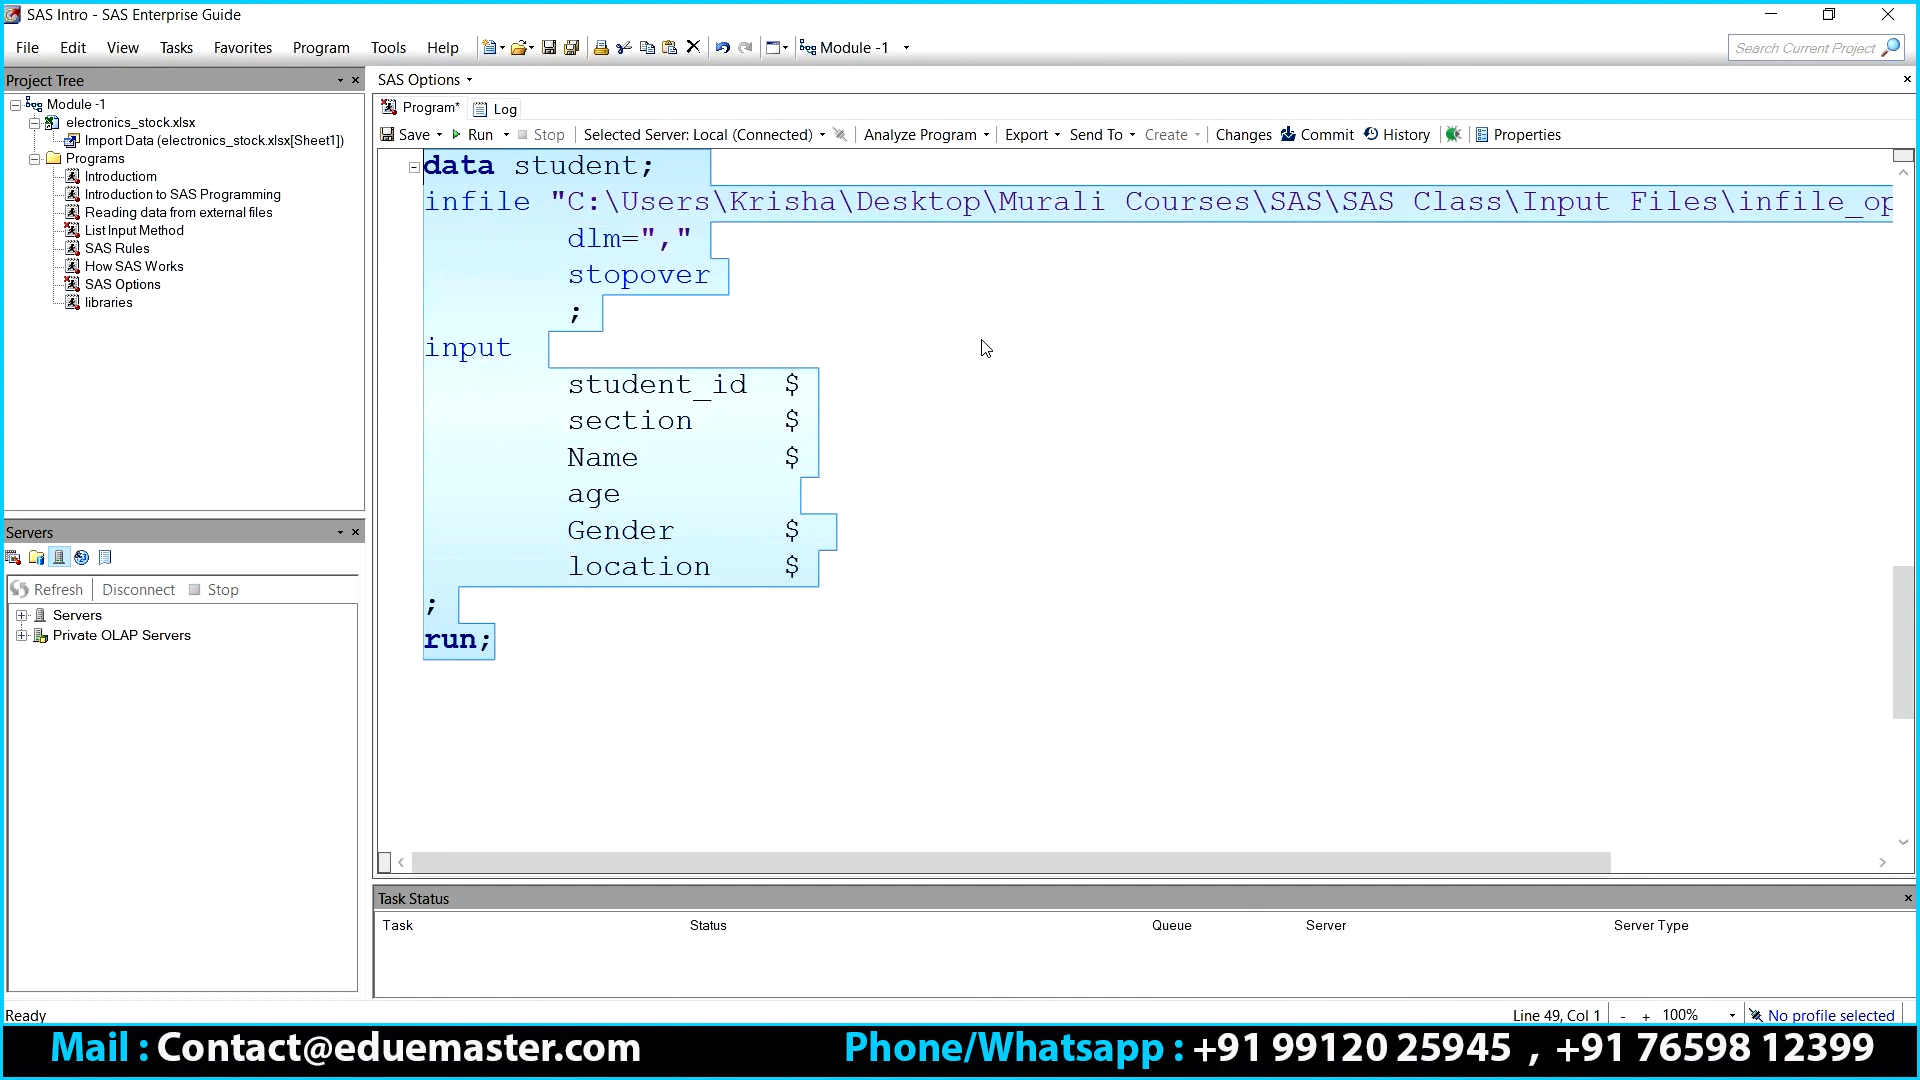 SAS Intro - SAS Enterprise Guide
File Edit View Tasks Favorites Program Tools Help Module -1 Search Current Project
Project Tree
Module -1
electronics_stock.xlsx
Import Data (electronics_stock.xlsx[Sheet1])
Programs
Introductiom
Introduction to SAS Programming
Reading data from external files
List Input Method
SAS Rules
How SAS Works
SAS Options
libraries
Servers
Refresh Disconnect Stop
Servers
Private OLAP Servers
SAS Options
Program* Log
Save Run Stop Selected Server: Local (Connected) Analyze Program Export Send To Create Changes Commit History Properties
data student;
infile "C:\Users\Krisha\Desktop\Murali Courses\SAS\SAS Class\Input Files\infile_op
dlm=","
stopover
;
input
student_id $
section $
Name $
age
Gender $
location $
;
run;
Task Status
Task Status Queue Server Server Type
Ready Line 49, Col 1 - + 100% No profile selected
Mail : Contact@eduemaster.com Phone/Whatsapp : +91 99120 25945 , +91 76598 12399